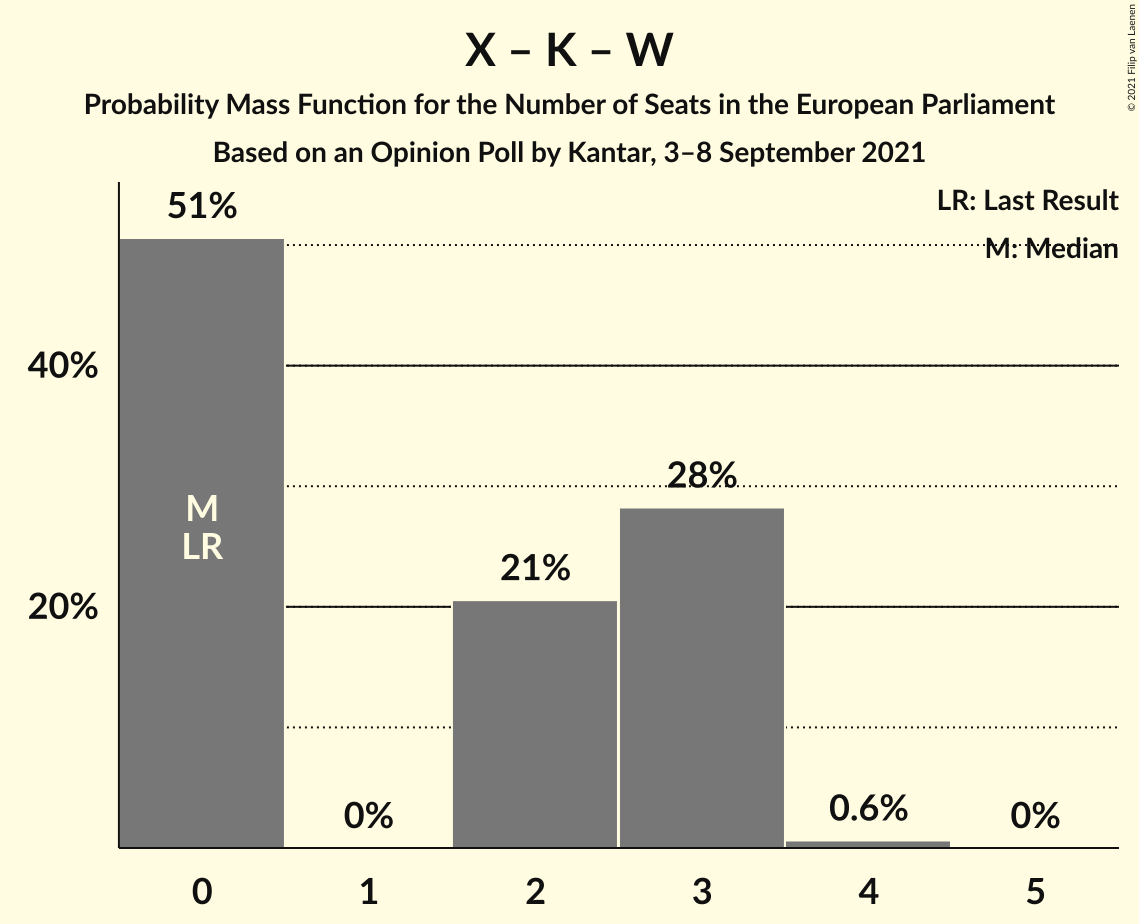 X – K – W
Probability Mass Function for the Number of Seats in the European Parliament
Based on an Opinion Poll by Kantar, 3–8 September 2021
© 2021 Filip van Laenen
LR: Last Result
M: Median
51%
40%
28%
M
LR
21%
20%
0%
0.6%
0%
0
1
2
3
4
5